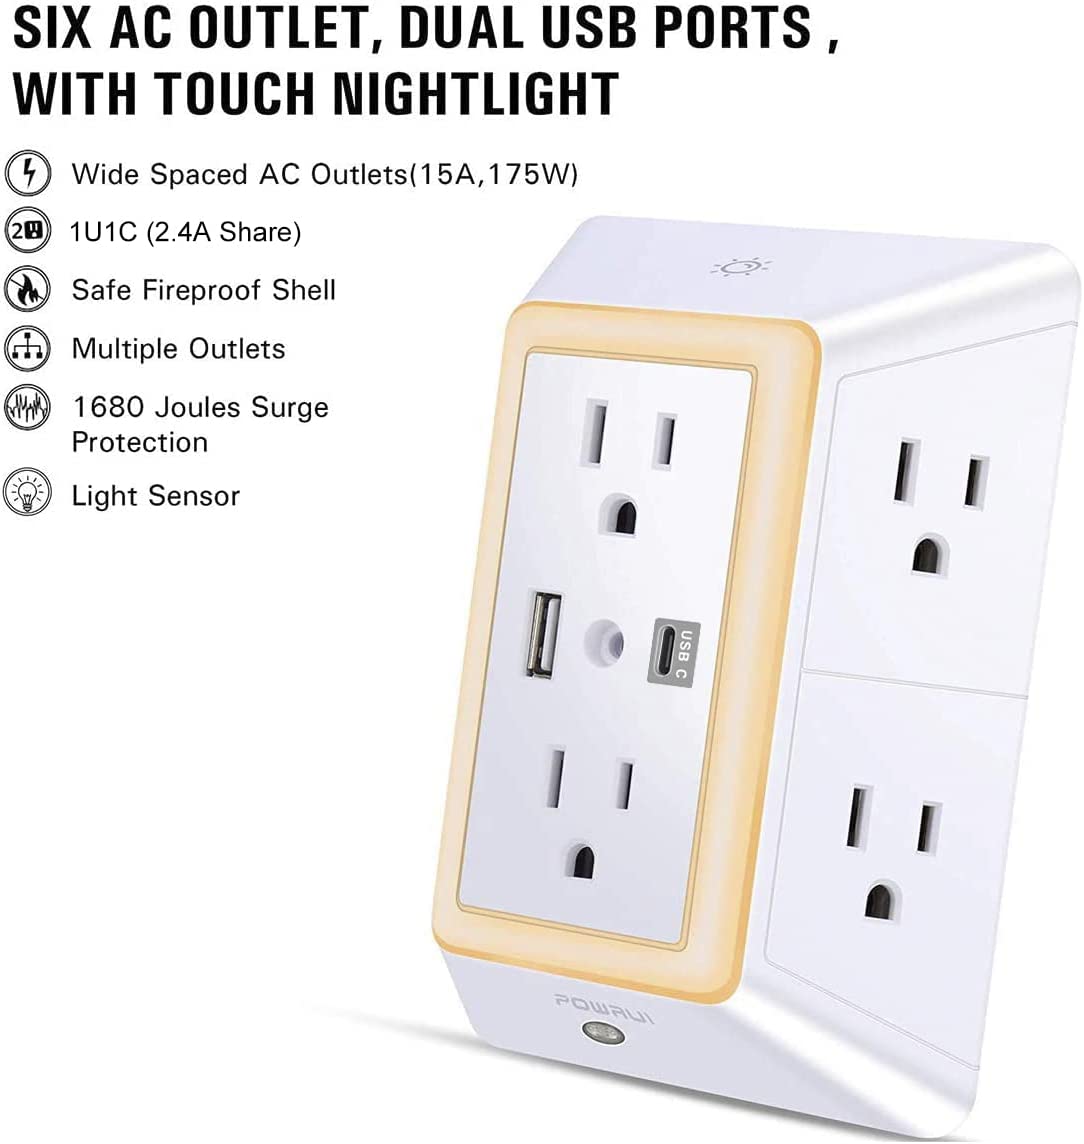 SIX AC OUTLET, DUAL USB PORTS ,
WITH TOUCH NIGHTLIGHT
Wide Spaced AC Outlets(15A,175W)
2
1U1C (2.4A Share)
Safe Fireproof Shell
Multiple Outlets
1680 Joules Surge
Protection
Light Sensor
USB C
POWRUI